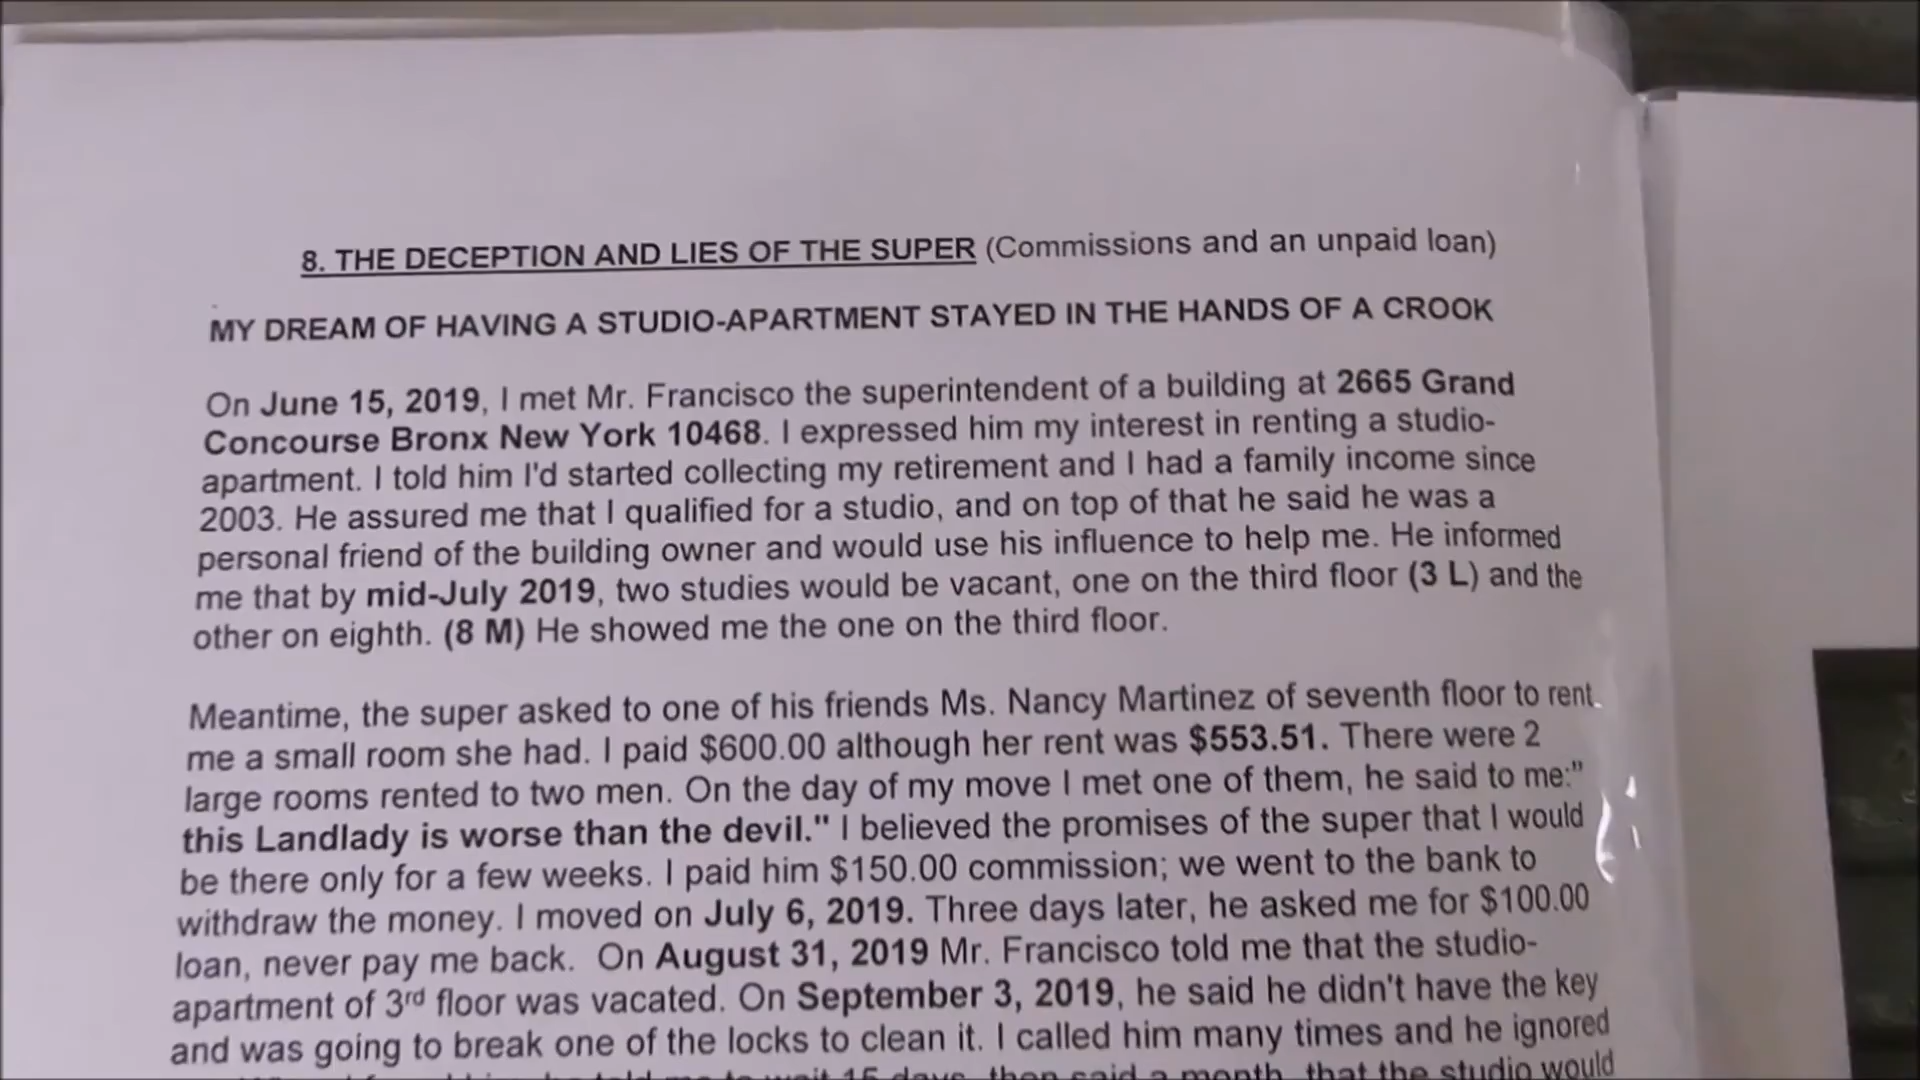 8. THE DECEPTION AND LIES OF THE SUPER (Commissions and an unpaid loan)
MY DREAM OF HAVING A STUDIO-APARTMENT STAYED IN THE HANDS OF A CROOK
On June 15, 2019, I met Mr. Francisco the superintendent of a building at 2665 Grand
Concourse Bronx New York 10468. I expressed him my interest in renting a studio-
apartment. I told him I'd started collecting my retirement and I had a family income since
2003. He assured me that I qualified for a studio, and on top of that he said he was a
personal friend of the building owner and would use his influence to help me. He informed
me that by mid-July 2019, two studies would be vacant, one on the third floor (3 L) and the
other on eighth. (8 M) He showed me the one on the third floor.
Meantime, the super asked to one of his friends Ms. Nancy Martinez of seventh floor to rent
me a small room she had. I paid $600.00 although her rent was $553.51. There were 2
large rooms rented to two men. On the day of my move I met one of them, he said to me:"
this Landlady is worse than the devil." I believed the promises of the super that I would
be there only for a few weeks. I paid him $150.00 commission; we went to the bank to
withdraw the money. I moved on July 6, 2019. Three days later, he asked me for $100.00
loan, never pay me back. On August 31, 2019 Mr. Francisco told me that the studio-
apartment of 3rd floor was vacated. On September 3, 2019, he said he didn't have the key
and was going to break one of the locks to clean it. I called him many times and he ignored
wait 15 days, then said a month, that the studio would